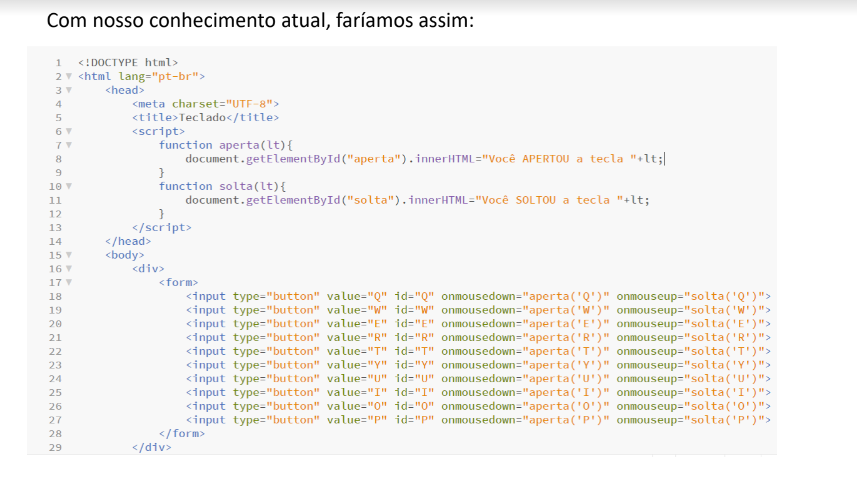 Com nosso conhecimento atual, faríamos assim:
1 <!DOCTYPE html>
2 <html lang="pt-br">
3 <head>
4 <meta charset="UTF-8">
5 <title>Teclado</title>
6 <script>
7 function aperta(lt){
8 document.getElementById("aperta").innerHTML="Você APERTOU a tecla "+lt;
9 }
10 function solta(lt){
11 document.getElementById("solta").innerHTML="Você SOLTOU a tecla "+lt;
12 }
13 </script>
14 </head>
15 <body>
16 <div>
17 <form>
18 <input type="button" value="Q" id="Q" onmousedown="aperta('Q')" onmouseup="solta('Q')">
19 <input type="button" value="W" id="W" onmousedown="aperta('W')" onmouseup="solta('W')">
20 <input type="button" value="E" id="E" onmousedown="aperta('E')" onmouseup="solta('E')">
21 <input type="button" value="R" id="R" onmousedown="aperta('R')" onmouseup="solta('R')">
22 <input type="button" value="T" id="T" onmousedown="aperta('T')" onmouseup="solta('T')">
23 <input type="button" value="Y" id="Y" onmousedown="aperta('Y')" onmouseup="solta('Y')">
24 <input type="button" value="U" id="U" onmousedown="aperta('U')" onmouseup="solta('U')">
25 <input type="button" value="I" id="I" onmousedown="aperta('I')" onmouseup="solta('I')">
26 <input type="button" value="O" id="O" onmousedown="aperta('O')" onmouseup="solta('O')">
27 <input type="button" value="P" id="P" onmousedown="aperta('P')" onmouseup="solta('P')">
28 </form>
29 </div>